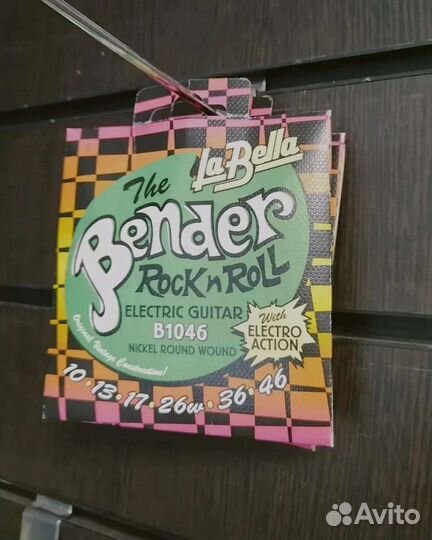 La Bella
The
Bender
ROCK n ROLL
ELECTRIC GUITAR
B1046
NICKEL ROUND WOUND
With
ELECTRO
ACTION
Original Vintage Construction!
10•13•17•26w•36•46
Avito